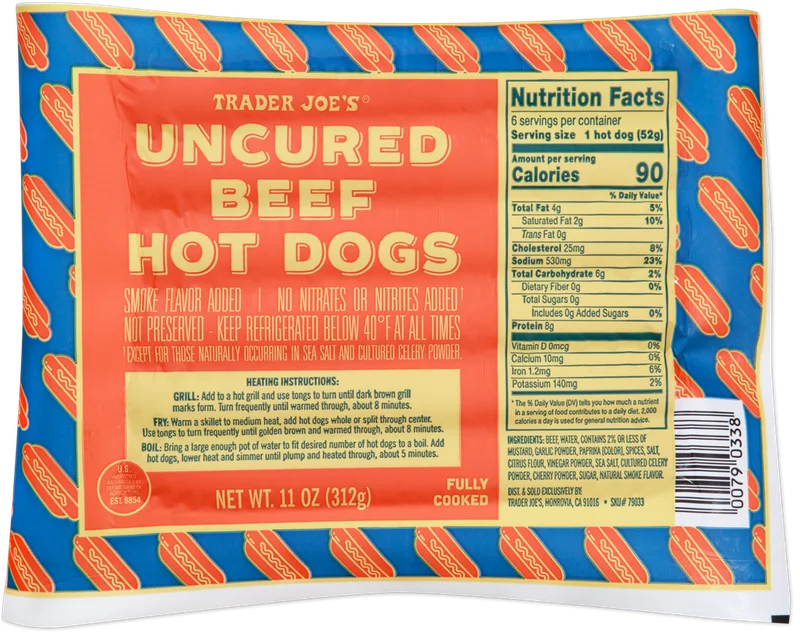 TRADER JOE'S®
UNCURED
BEEF
HOT DOGS
SMOKE FLAVOR ADDED | NO NITRATES OR NITRITES ADDED†
NOT PRESERVED - KEEP REFRIGERATED BELOW 40°F AT ALL TIMES
†EXCEPT FOR THOSE NATURALLY OCCURRING IN SEA SALT AND CULTURED CELERY POWDER.
HEATING INSTRUCTIONS:
GRILL: Add to a hot grill and use tongs to turn until dark brown grill
marks form. Turn frequently until warmed through, about 8 minutes.
FRY: Warm a skillet to medium heat, add hot dogs whole or split through center.
Use tongs to turn frequently until golden brown and warmed through, about 8 minutes.
BOIL: Bring a large enough pot of water to fit desired number of hot dogs to a boil. Add
hot dogs, lower heat and simmer until plump and heated through, about 5 minutes.
U.S.
EST. 8854
NET WT. 11 OZ (312g)
FULLY
COOKED
Nutrition Facts
6 servings per container
Serving size 1 hot dog (52g)
Amount per serving
Calories 90
% Daily Value*
Total Fat 4g 5%
Saturated Fat 2g 10%
Trans Fat 0g
Cholesterol 25mg 8%
Sodium 530mg 23%
Total Carbohydrate 6g 2%
Dietary Fiber 0g 0%
Total Sugars 0g
Includes 0g Added Sugars 0%
Protein 8g
Vitamin D 0mcg 0%
Calcium 10mg 0%
Iron 1.2mg 6%
Potassium 140mg 2%
* The % Daily Value (DV) tells you how much a nutrient
in a serving of food contributes to a daily diet. 2,000
calories a day is used for general nutrition advice.
INGREDIENTS: BEEF, WATER, CONTAINS 2% OR LESS OF
MUSTARD, GARLIC POWDER, PAPRIKA (COLOR), SPICES, SALT,
CITRUS FLOUR, VINEGAR POWDER, SEA SALT, CULTURED CELERY
POWDER, CHERRY POWDER, SUGAR, NATURAL SMOKE FLAVOR.
DIST. & SOLD EXCLUSIVELY BY:
TRADER JOE'S, MONROVIA, CA 91016 • SKU# 79033
0079 0338